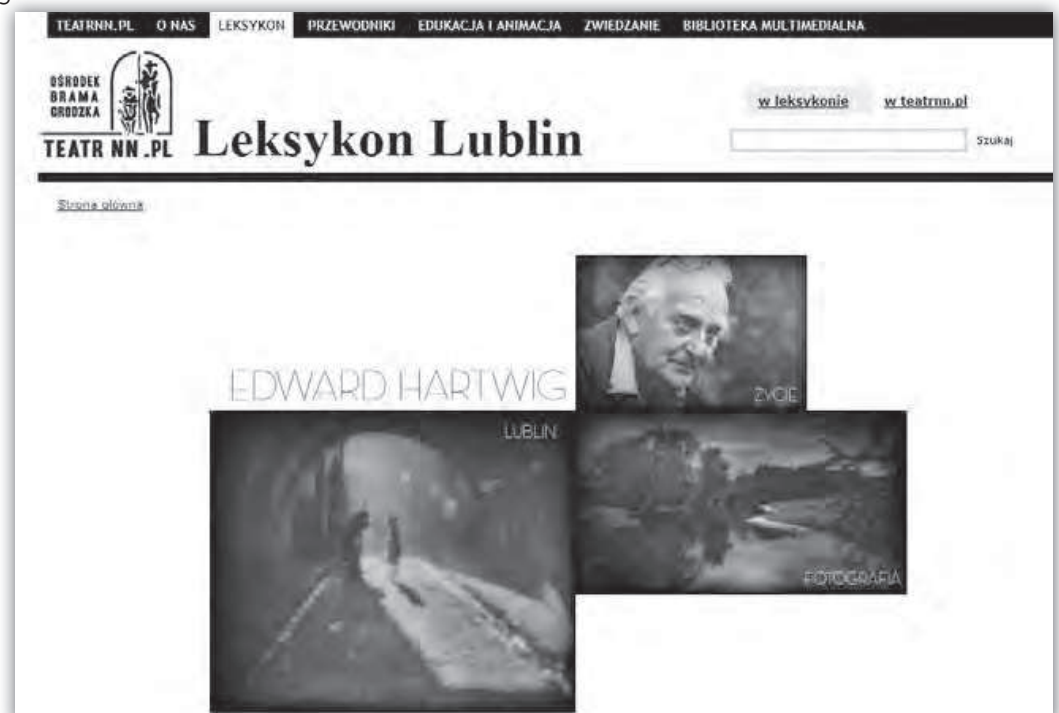 TEATRNN.PL O NAS LEKSYKON PRZEWODNIKI EDUKACJA I ANIMACJA ZWIEDZANIE BIBLIOTEKA MULTIMEDIALNA
OŚRODEK
BRAMA
GRODZKA
TEATR NN .PL
Leksykon Lublin
w leksykonie w teatrnn.pl
Szukaj
Strona główna
EDWARD HARTWIG
ŻYCIE
LUBLIN
FOTOGRAFIA